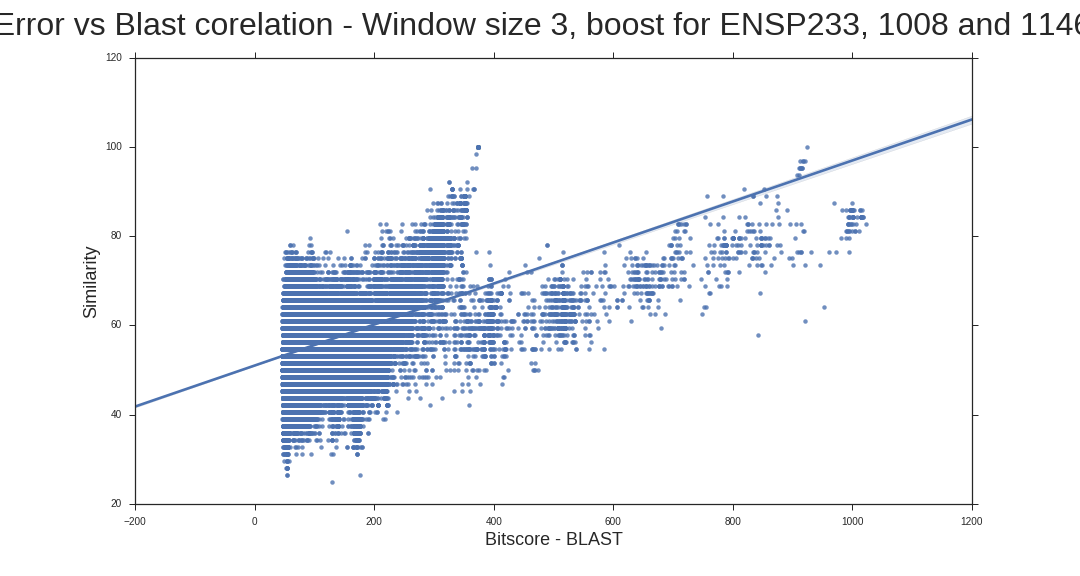 Error vs Blast corelation - Window size 3, boost for ENSP233, 1008 and 1146
120
100
80
60
40
20
Similarity
−200 0 200 400 600 800 1000 1200
Bitscore - BLAST